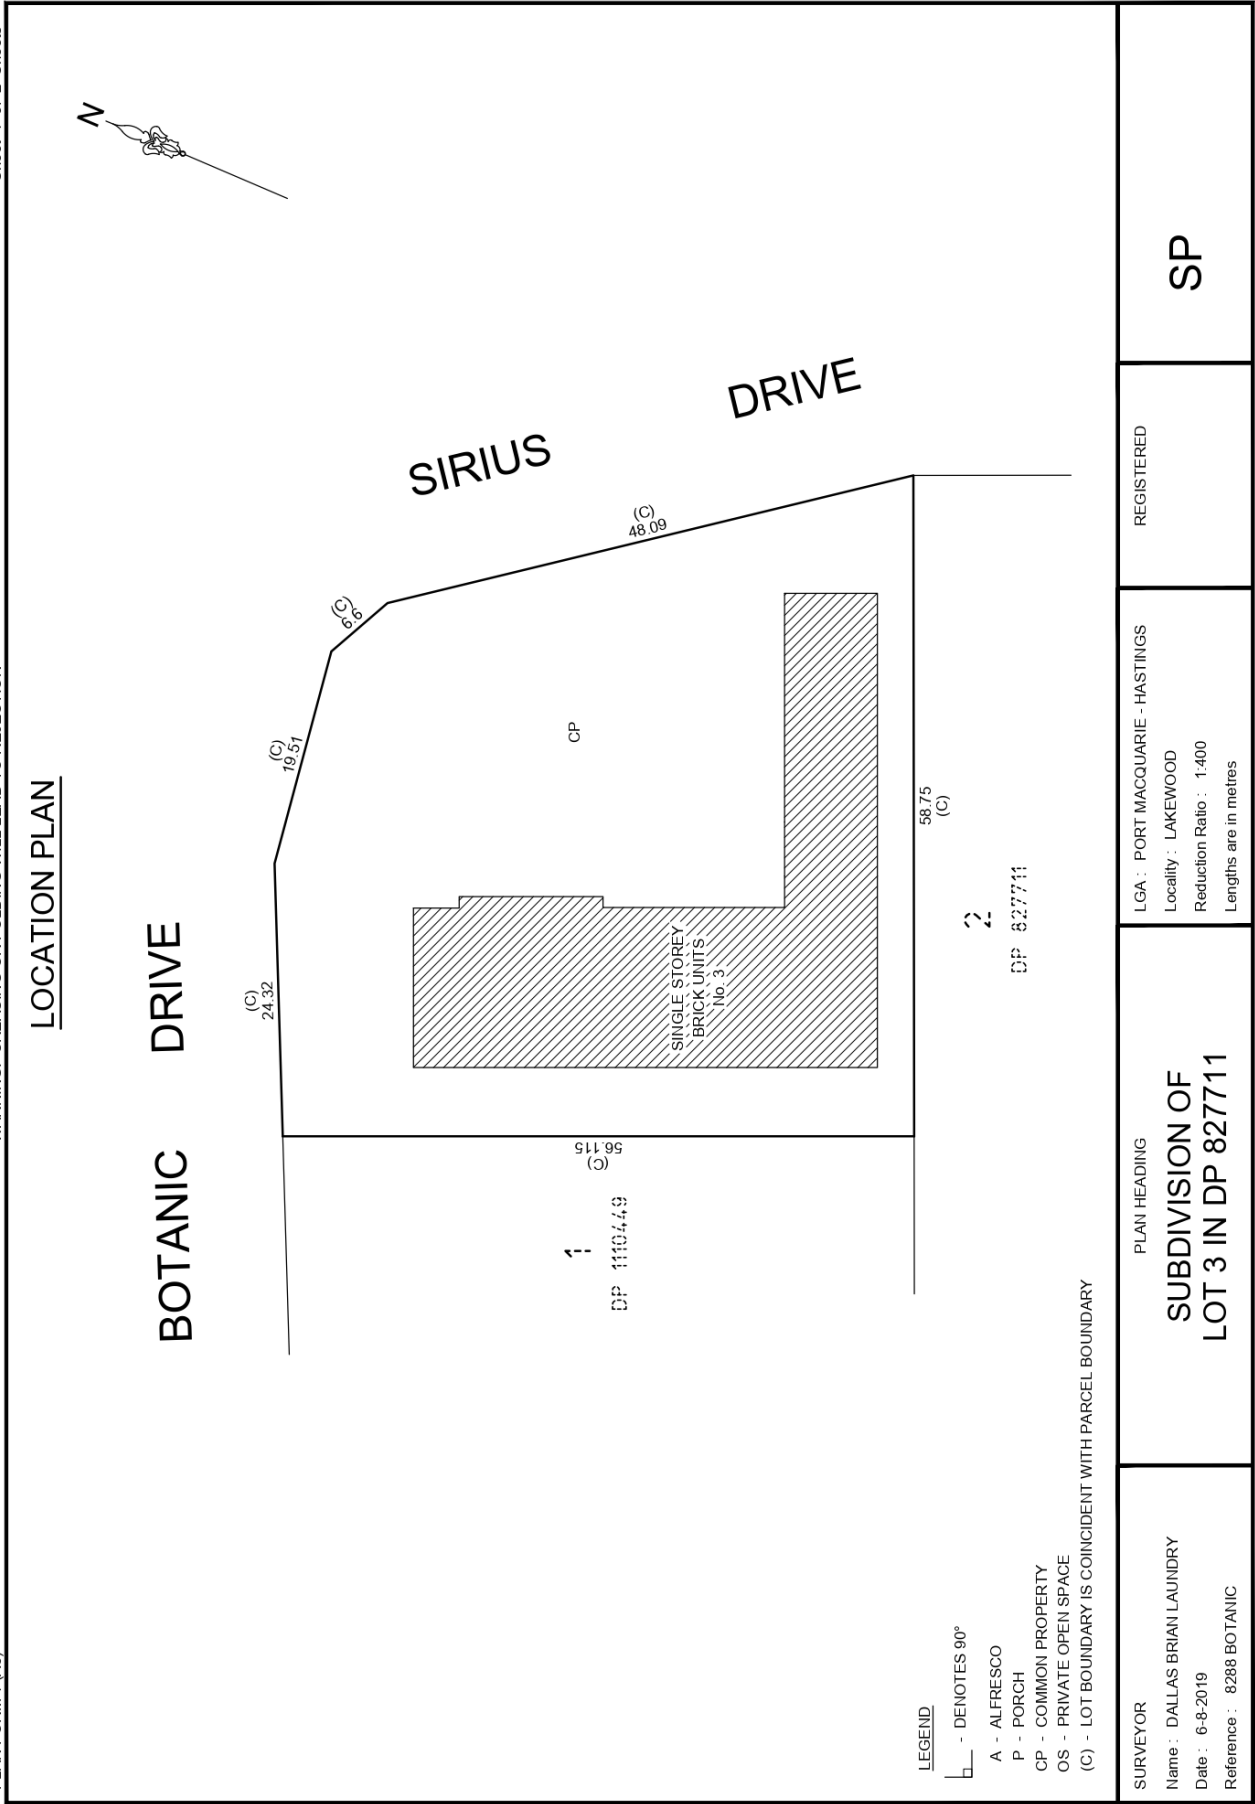 LOCATION PLAN
N
BOTANIC DRIVE
SIRIUS DRIVE
(C)
24.32
(C)
19.51
(C)
6.6
(C)
48.09
CP
SINGLE STOREY
BRICK UNITS
No. 3
56.115
(C)
58.75
(C)
1
DP 1110449
2
DP 827711
LEGEND
- DENOTES 90°
A - ALFRESCO
P - PORCH
CP - COMMON PROPERTY
OS - PRIVATE OPEN SPACE
(C) - LOT BOUNDARY IS COINCIDENT WITH PARCEL BOUNDARY
SURVEYOR
Name : DALLAS BRIAN LAUNDRY
Date : 6-8-2019
Reference : 8288 BOTANIC
PLAN HEADING
SUBDIVISION OF
LOT 3 IN DP 827711
LGA : PORT MACQUARIE - HASTINGS
Locality : LAKEWOOD
Reduction Ratio : 1:400
Lengths are in metres
REGISTERED
SP